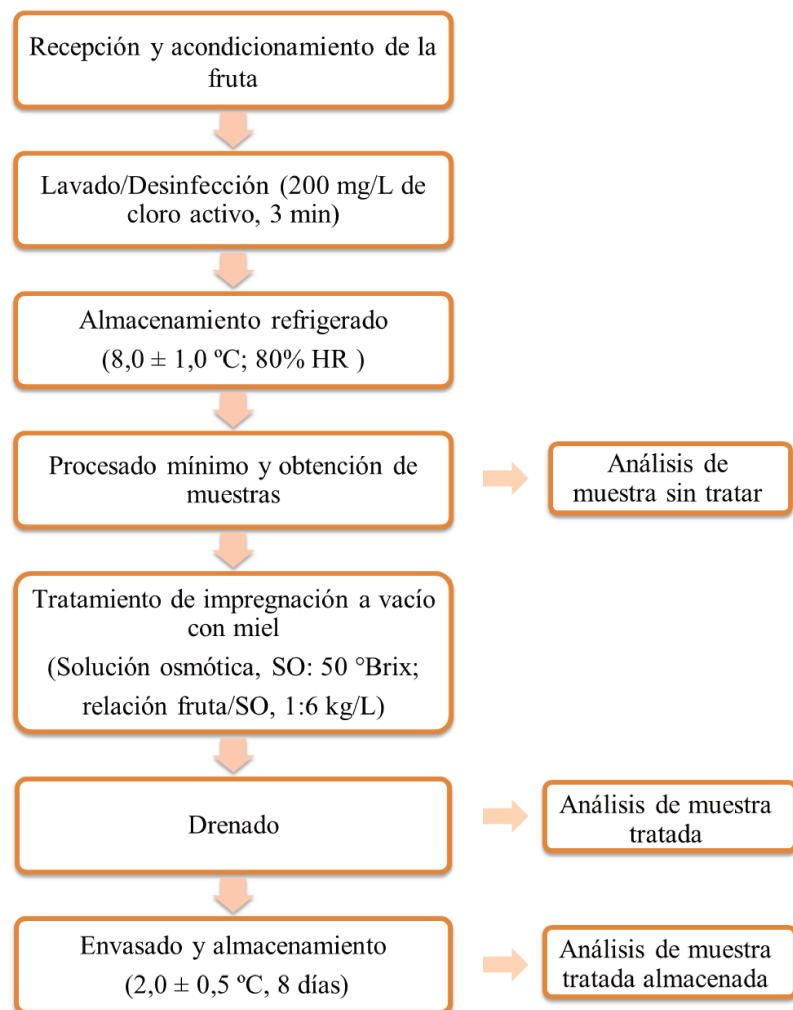 Recepción y acondicionamiento de la
fruta
Lavado/Desinfección (200 mg/L de
cloro activo, 3 min)
Almacenamiento refrigerado
(8,0 ± 1,0 ºC; 80% HR )
Procesado mínimo y obtención de
muestras
Análisis de
muestra sin tratar
Tratamiento de impregnación a vacío
con miel
(Solución osmótica, SO: 50 °Brix;
relación fruta/SO, 1:6 kg/L)
Drenado
Análisis de muestra
tratada
Envasado y almacenamiento
(2,0 ± 0,5 ºC, 8 días)
Análisis de muestra
tratada almacenada